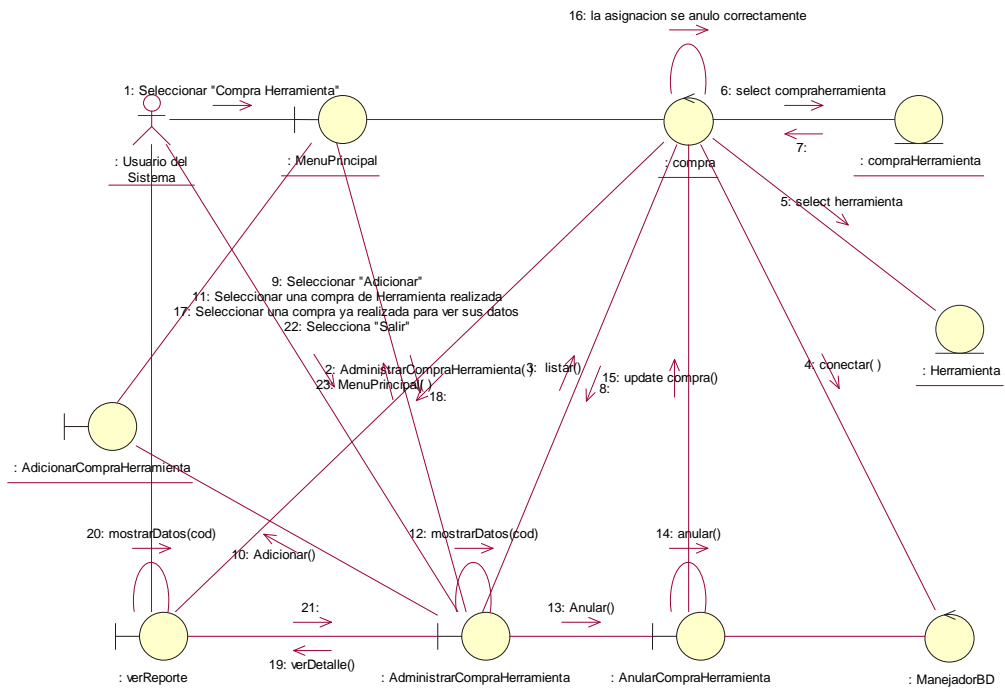 16: la asignacion se anulo correctamente
1: Seleccionar "Compra Herramienta"
6: select compraherramienta
7:
: Usuario del
Sistema
: MenuPrincipal
: compra
: compraHerramienta
5: select herramienta
9: Seleccionar "Adicionar"
11: Seleccionar una compra de Herramienta realizada
17: Seleccionar una compra ya realizada para ver sus datos
22: Selecciona "Salir"
2: AdministrarCompraHerramienta( )
3: listar()
4: conectar( )
: Herramienta
23: MenuPrincipal( )
15: update compra()
18:
8:
: AdicionarCompraHerramienta
20: mostrarDatos(cod)
12: mostrarDatos(cod)
14: anular()
10: Adicionar()
21:
13: Anular()
19: verDetalle()
: verReporte
: AdministrarCompraHerramienta
: AnularCompraHerramienta
: ManejadorBD